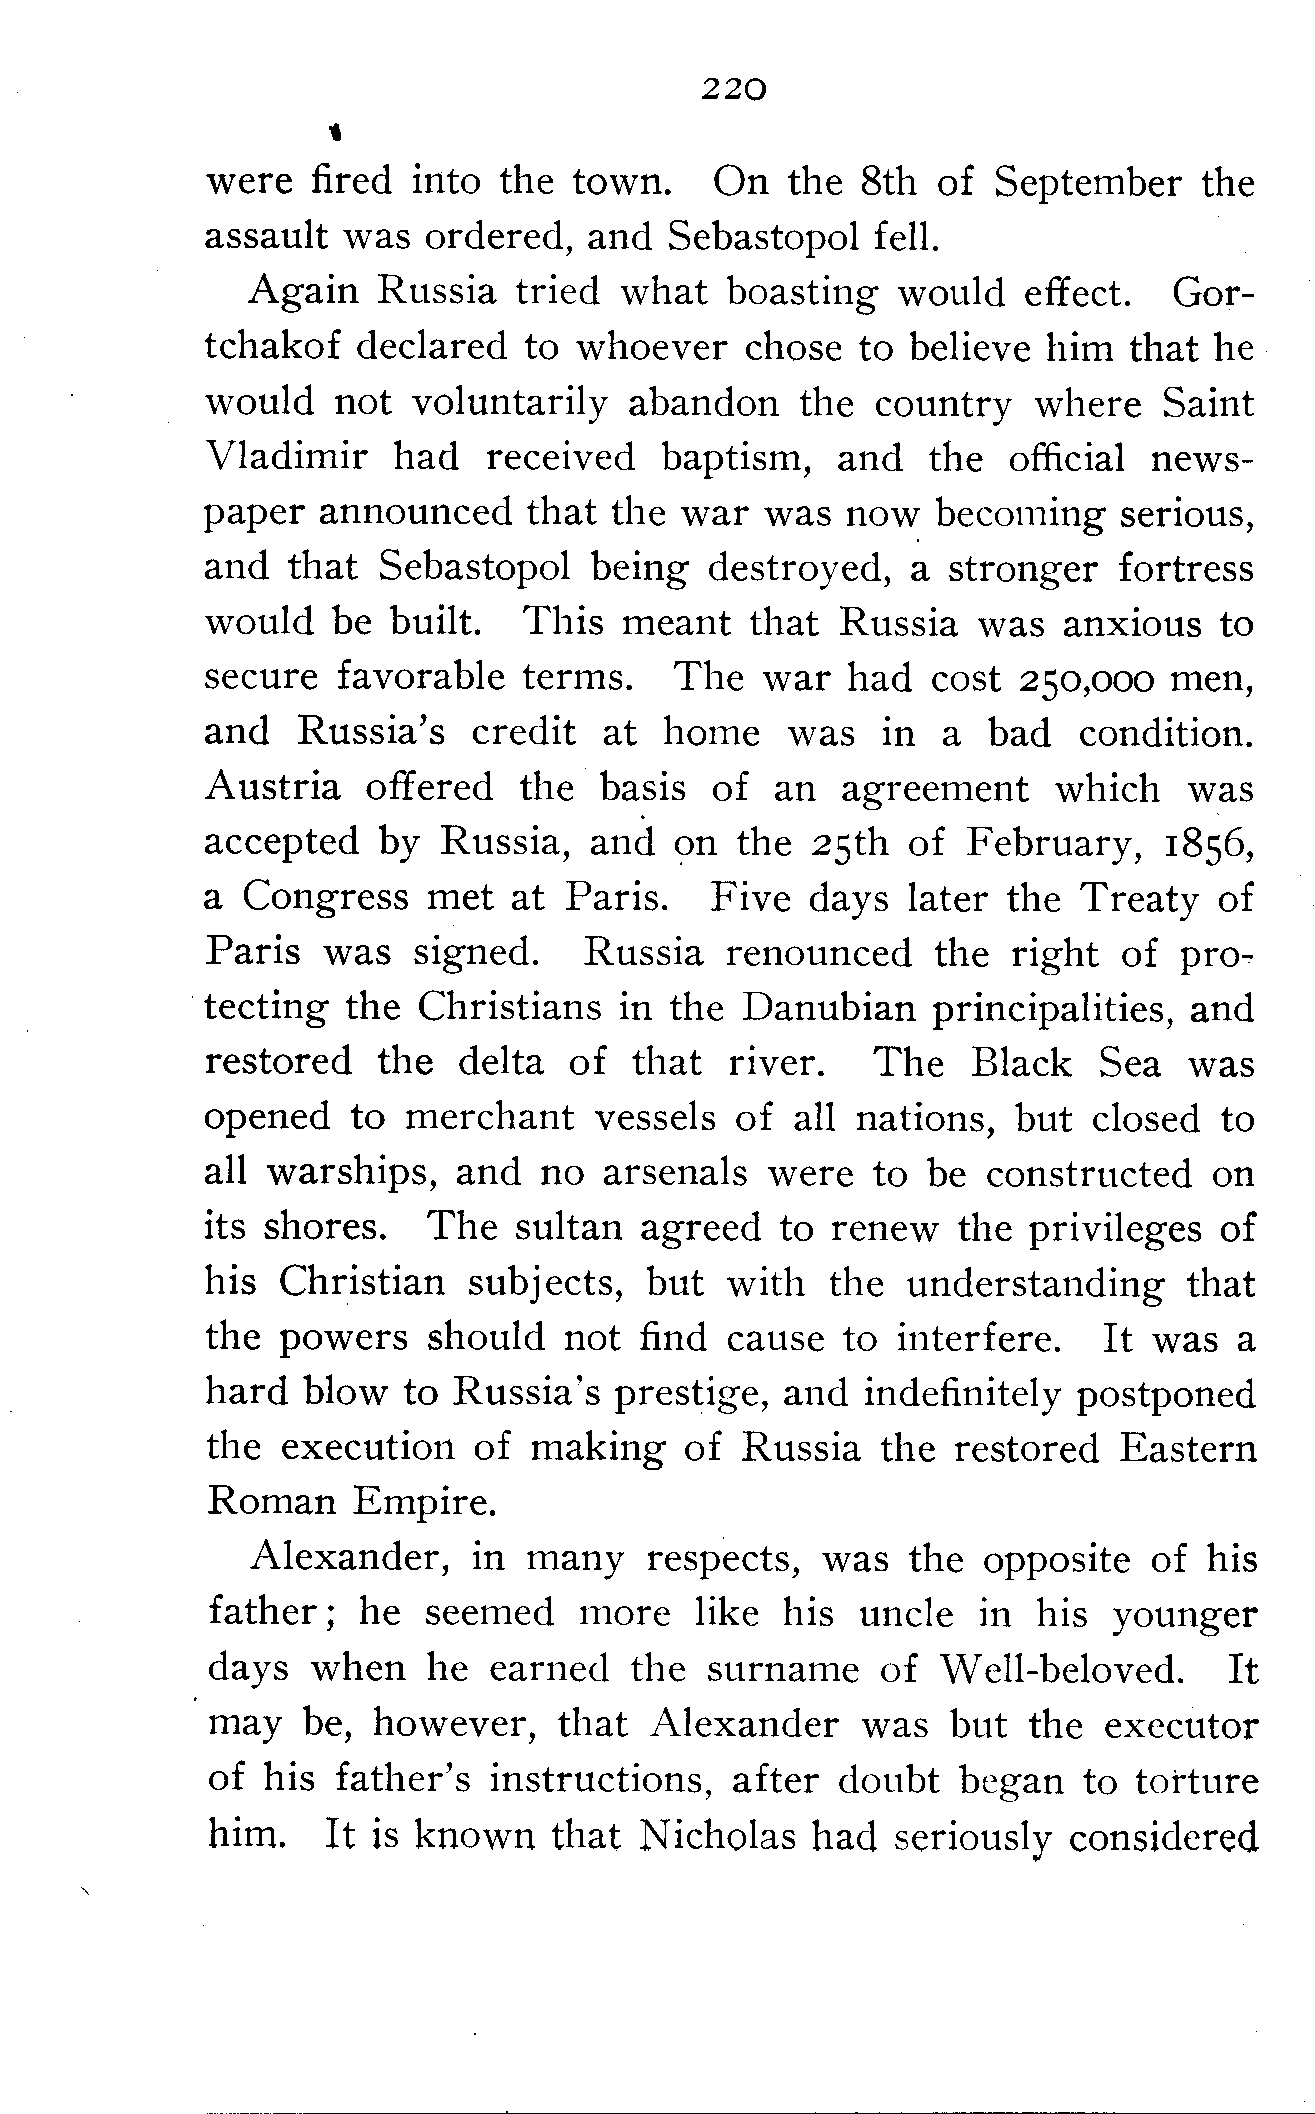 220
were fired into the town. On the 8th of September the
assault was ordered, and Sebastopol fell.
Again Russia tried what boasting would effect. Gor-
tchakof declared to whoever chose to believe him that he
would not voluntarily abandon the country where Saint
Vladimir had received baptism, and the official news-
paper announced that the war was now becoming serious,
and that Sebastopol being destroyed, a stronger fortress
would be built. This meant that Russia was anxious to
secure favorable terms. The war had cost 250,000 men,
and Russia's credit at home was in a bad condition.
Austria offered the basis of an agreement which was
accepted by Russia, and on the 25th of February, 1856,
a Congress met at Paris. Five days later the Treaty of
Paris was signed. Russia renounced the right of pro-
tecting the Christians in the Danubian principalities, and
restored the delta of that river. The Black Sea was
opened to merchant vessels of all nations, but closed to
all warships, and no arsenals were to be constructed on
its shores. The sultan agreed to renew the privileges of
his Christian subjects, but with the understanding that
the powers should not find cause to interfere. It was a
hard blow to Russia's prestige, and indefinitely postponed
the execution of making of Russia the restored Eastern
Roman Empire.
Alexander, in many respects, was the opposite of his
father; he seemed more like his uncle in his younger
days when he earned the surname of Well-beloved. It
may be, however, that Alexander was but the executor
of his father's instructions, after doubt began to torture
him. It is known that Nicholas had seriously considered